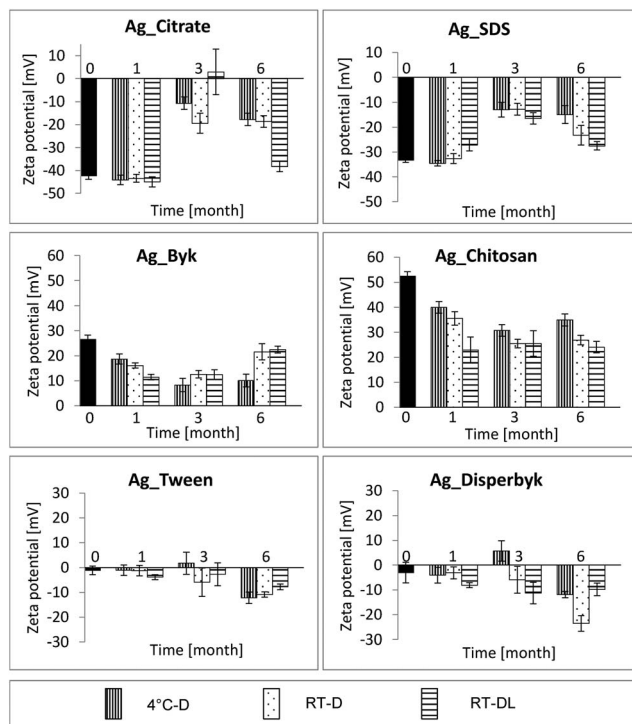 Ag_Citrate
Zeta potential [mV]
10
0
-10
-20
-30
-40
-50
0 1 3 6
Time [month]
Ag_SDS
Zeta potential [mV]
10
0
-10
-20
-30
-40
-50
0 1 3 6
Time [month]
Ag_Byk
Zeta potential [mV]
60
50
40
30
20
10
0
0 1 3 6
Time [month]
Ag_Chitosan
Zeta potential [mV]
60
50
40
30
20
10
0
0 1 3 6
Time [month]
Ag_Tween
Zeta potential [mV]
30
20
10
0
-10
-20
-30
0 1 3 6
Time [month]
Ag_Disperbyk
Zeta potential [mV]
30
20
10
0
-10
-20
-30
0 1 3 6
Time [month]
4°C-D RT-D RT-DL